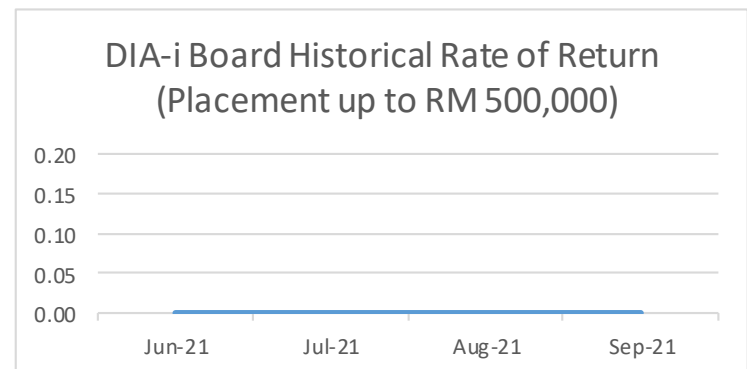 DIA-i Board Historical Rate of Return
(Placement up to RM 500,000)
0.20
0.15
0.10
0.05
0.00
Jun-21 Jul-21 Aug-21 Sep-21